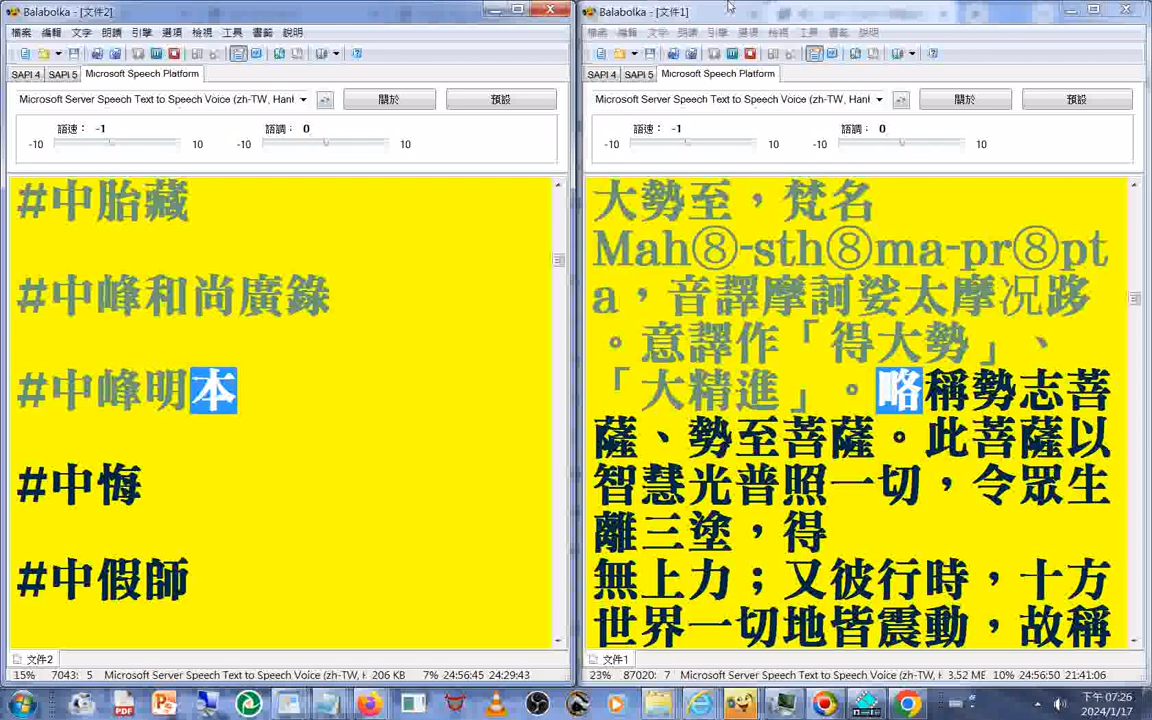 Balabolka - [文件2]
檔案 編輯 文字 朗讀 引擎 選項 檢視 工具 書籤 說明
SAPI 4 SAPI 5 Microsoft Speech Platform
Microsoft Server Speech Text to Speech Voice (zh-TW, Hanl
關於 預設
語速： -1 語調： 0
-10 10 -10 10
#中胎藏
#中峰和尚廣錄
#中峰明本
#中悔
#中假師
文件2
15% 7043: 5 Microsoft Server Speech Text to Speech Voice (zh-TW, H 206 KB 7% 24:56:45 24:29:43
Balabolka - [文件1]
檔案 編輯 文字 朗讀 引擎 選項 檢視 工具 書籤 說明
SAPI 4 SAPI 5 Microsoft Speech Platform
Microsoft Server Speech Text to Speech Voice (zh-TW, Hanl
關於 預設
語速： -1 語調： 0
-10 10 -10 10
大勢至，梵名
Mah⑧-sth⑧ma-pr⑧pt
a，音譯摩訶娑太摩况跢
。意譯作「得大勢」、
「大精進」。略稱勢志菩
薩、勢至菩薩。此菩薩以
智慧光普照一切，令眾生
離三塗，得
無上力；又彼行時，十方
世界一切地皆震動，故稱
文件1
23% 87020: 7 Microsoft Server Speech Text to Speech Voice (zh-TW, H 3.52 MB 10% 24:56:50 21:41:06
下午 07:26
2024/1/17